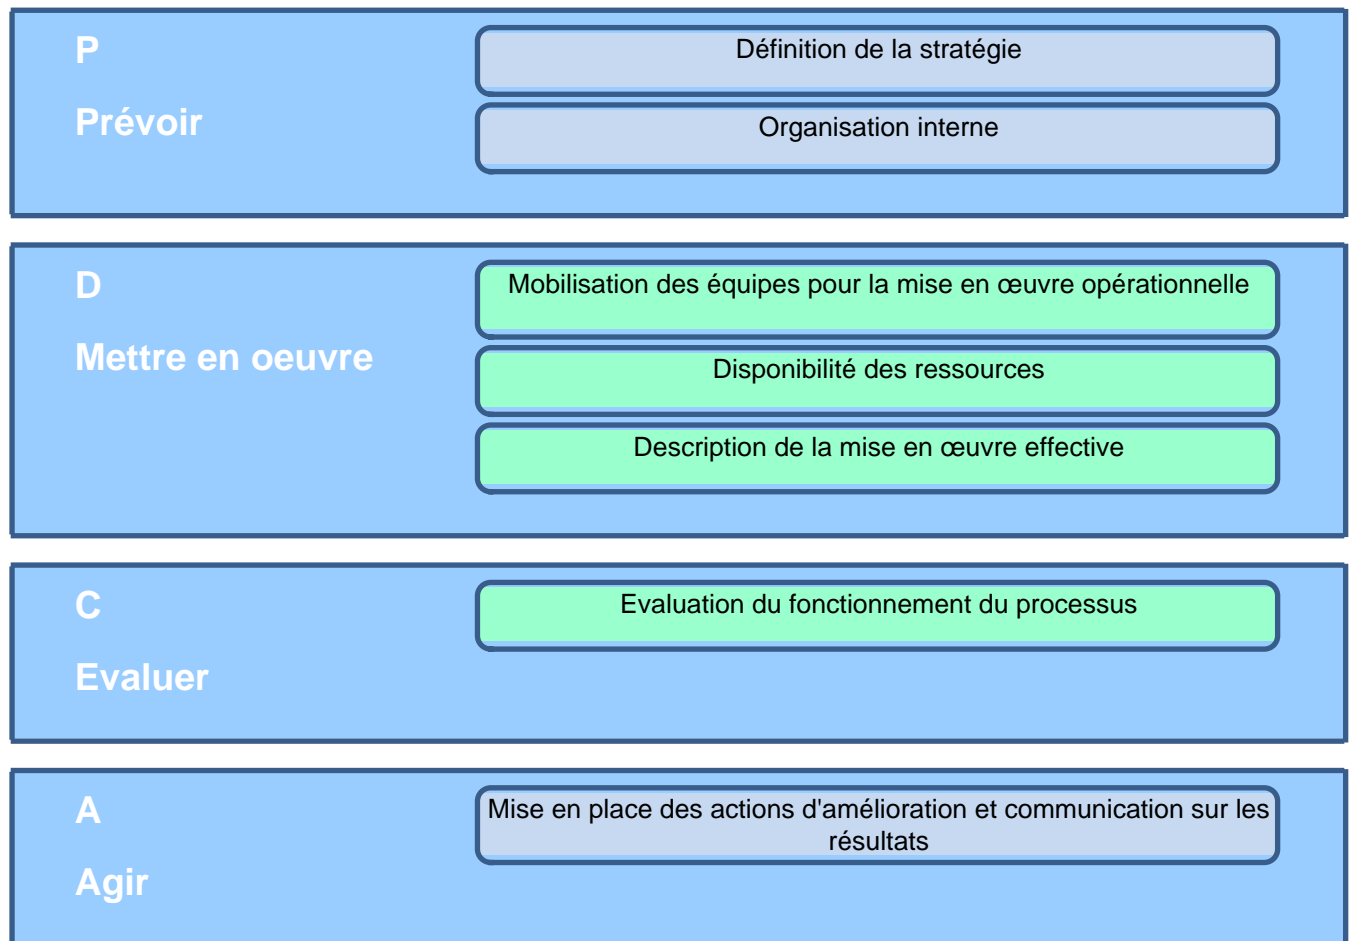 P
Prévoir
Définition de la stratégie
Organisation interne
D
Mettre en oeuvre
Mobilisation des équipes pour la mise en œuvre opérationnelle
Disponibilité des ressources
Description de la mise en œuvre effective
C
Evaluer
Evaluation du fonctionnement du processus
A
Agir
Mise en place des actions d'amélioration et communication sur les
résultats